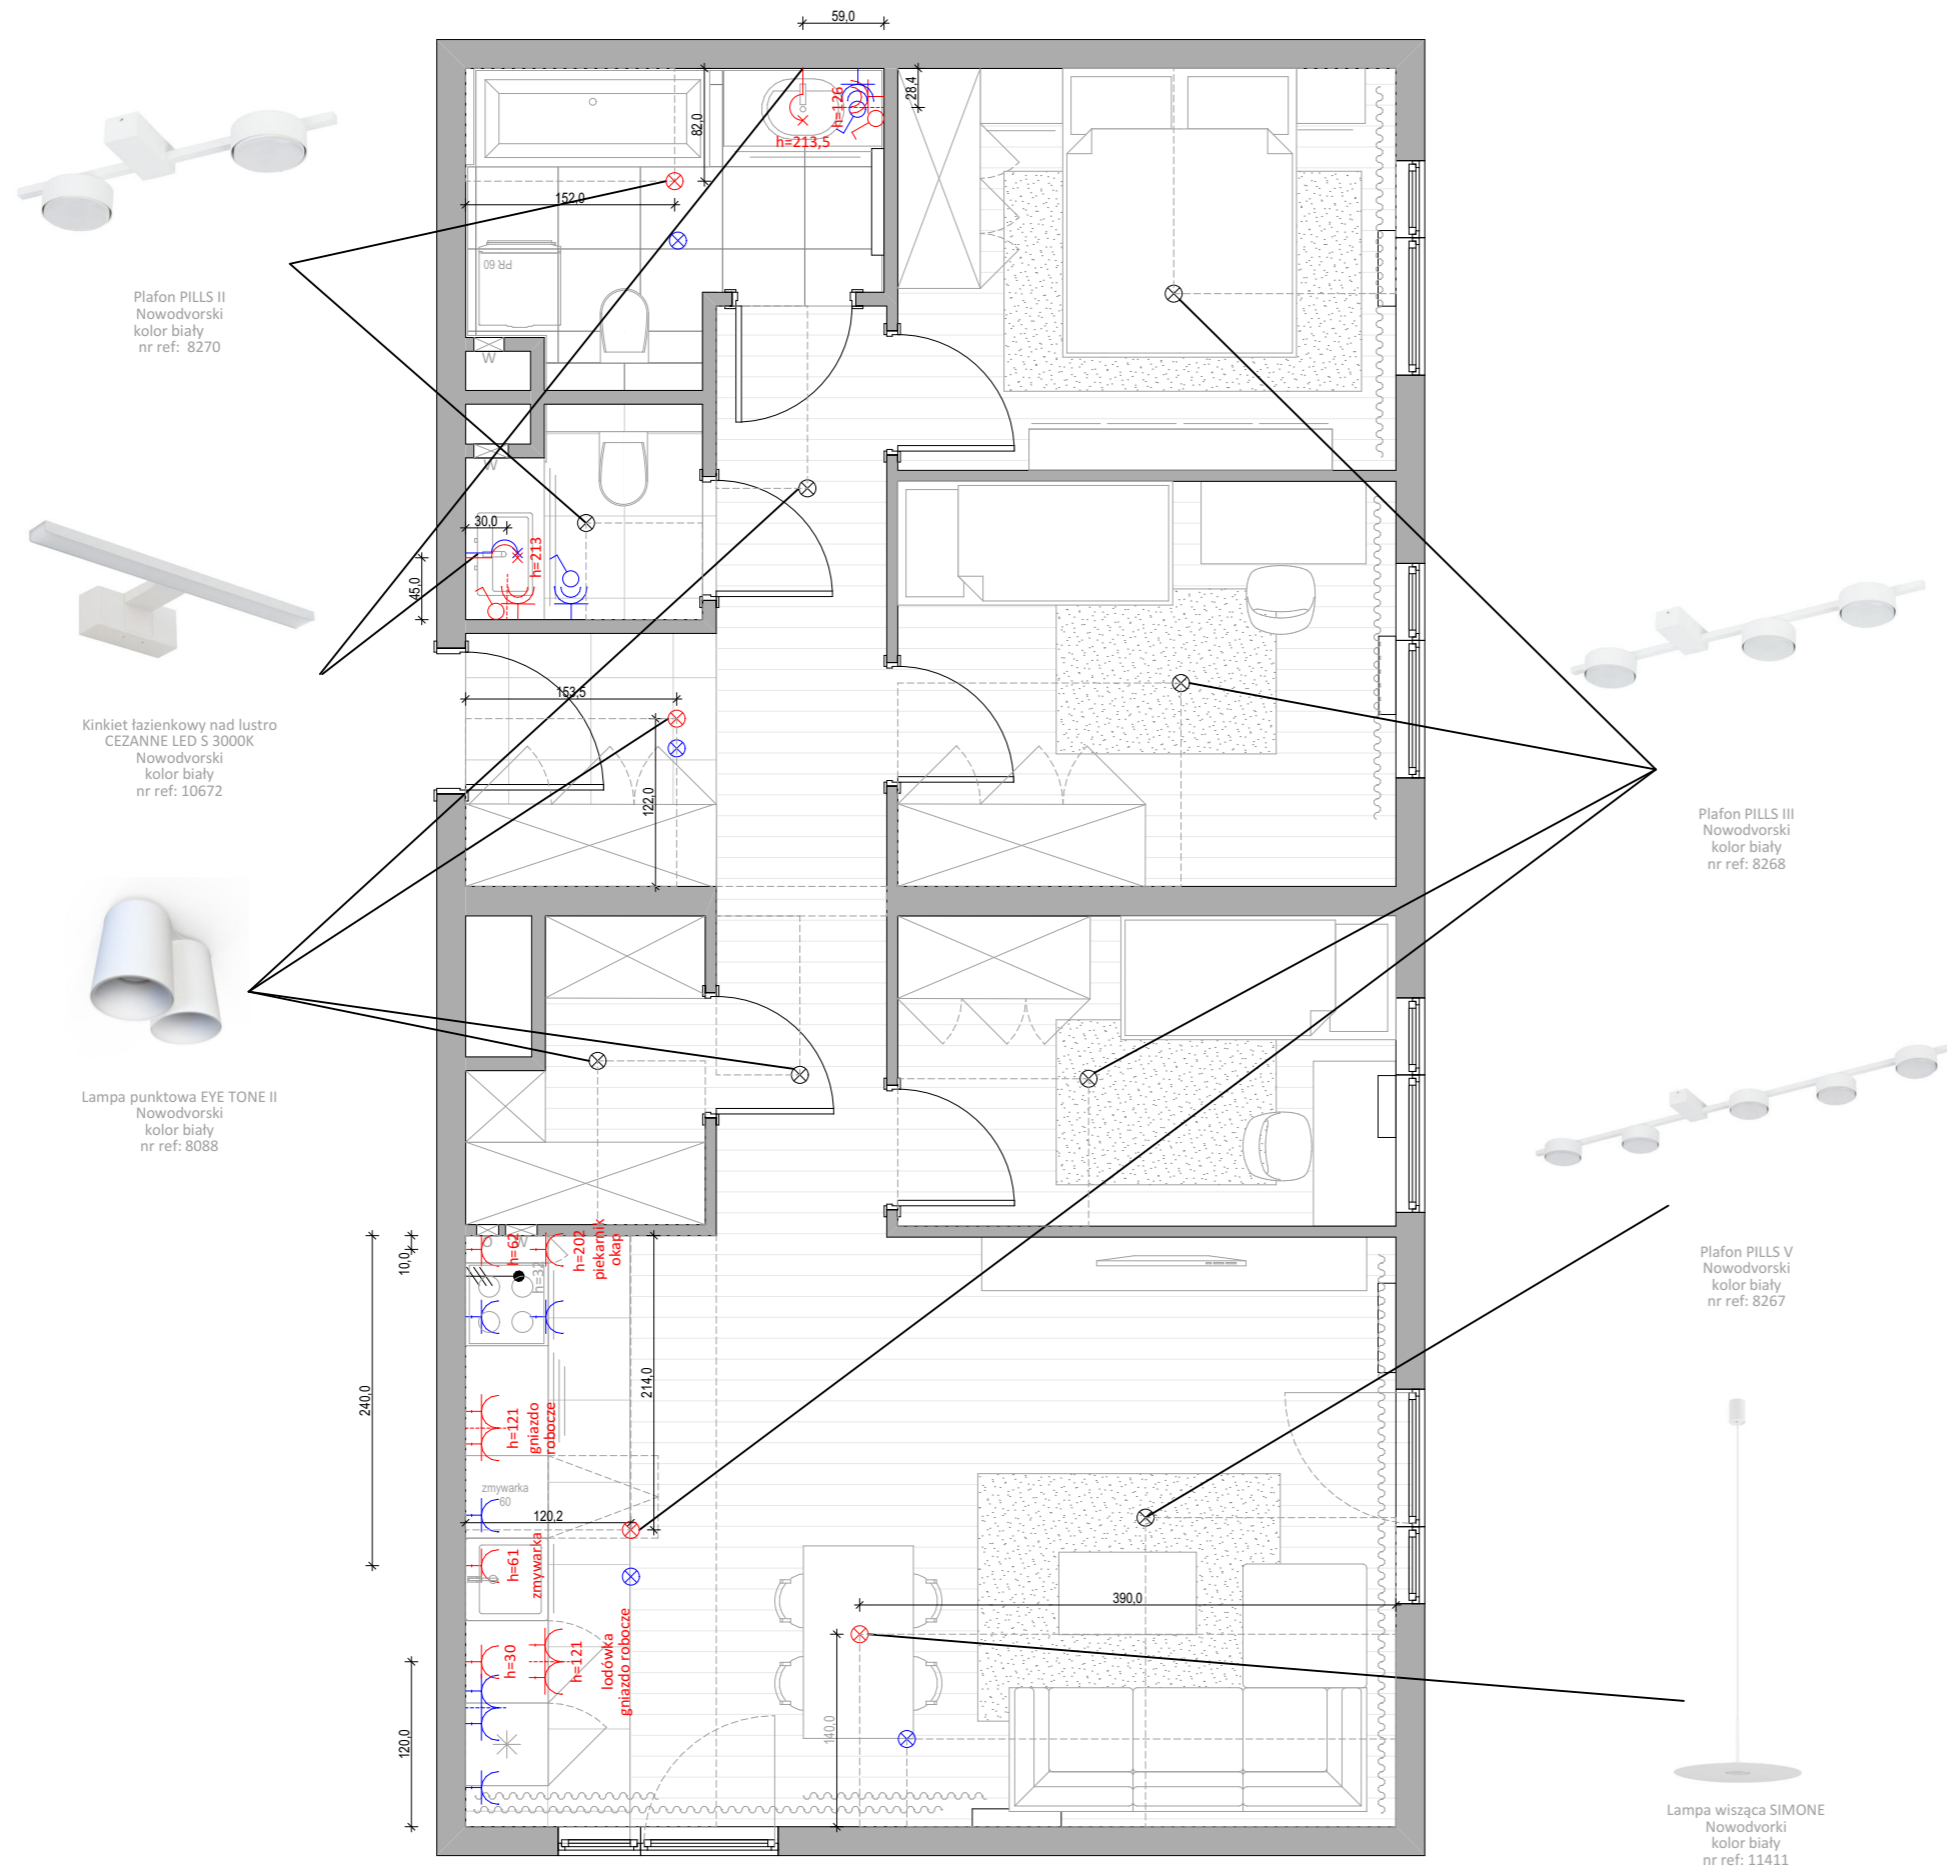 59,0
28,4
82,0
h=126
h=213,5
152,0
PR 60
W
W
30,0
h=213
45,0
153,5
122,0
Plafon PILLS II
Nowodvorski
kolor biały
nr ref: 8270
Kinkiet łazienkowy nad lustro
CEZANNE LED S 3000K
Nowodvorski
kolor biały
nr ref: 10672
Lampa punktowa EYE TONE II
Nowodvorski
kolor biały
nr ref: 8088
Plafon PILLS III
Nowodvorski
kolor biały
nr ref: 8268
Plafon PILLS V
Nowodvorski
kolor biały
nr ref: 8267
Lampa wisząca SIMONE
Nowodvorki
kolor biały
nr ref: 11411
10,0
h=62
h=202
piekarnik
okap
240,0
214,0
h=121
gniazdo
robocze
zmywarka
60
120,2
h=61
zmywarka
h=30
h=121
lodówka
gniazdo robocze
120,0
390,0
140,0